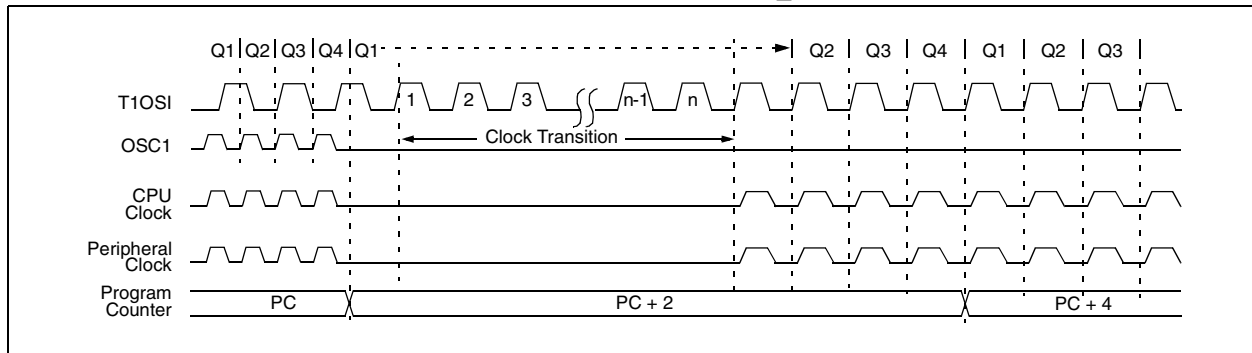 Q1 Q2 Q3 Q4 Q1 Q2 Q3 Q4 Q1 Q2 Q3
T1OSI 1 2 3 n-1 n
Clock Transition
OSC1
CPU
Clock
Peripheral
Clock
Program
Counter
PC PC + 2 PC + 4